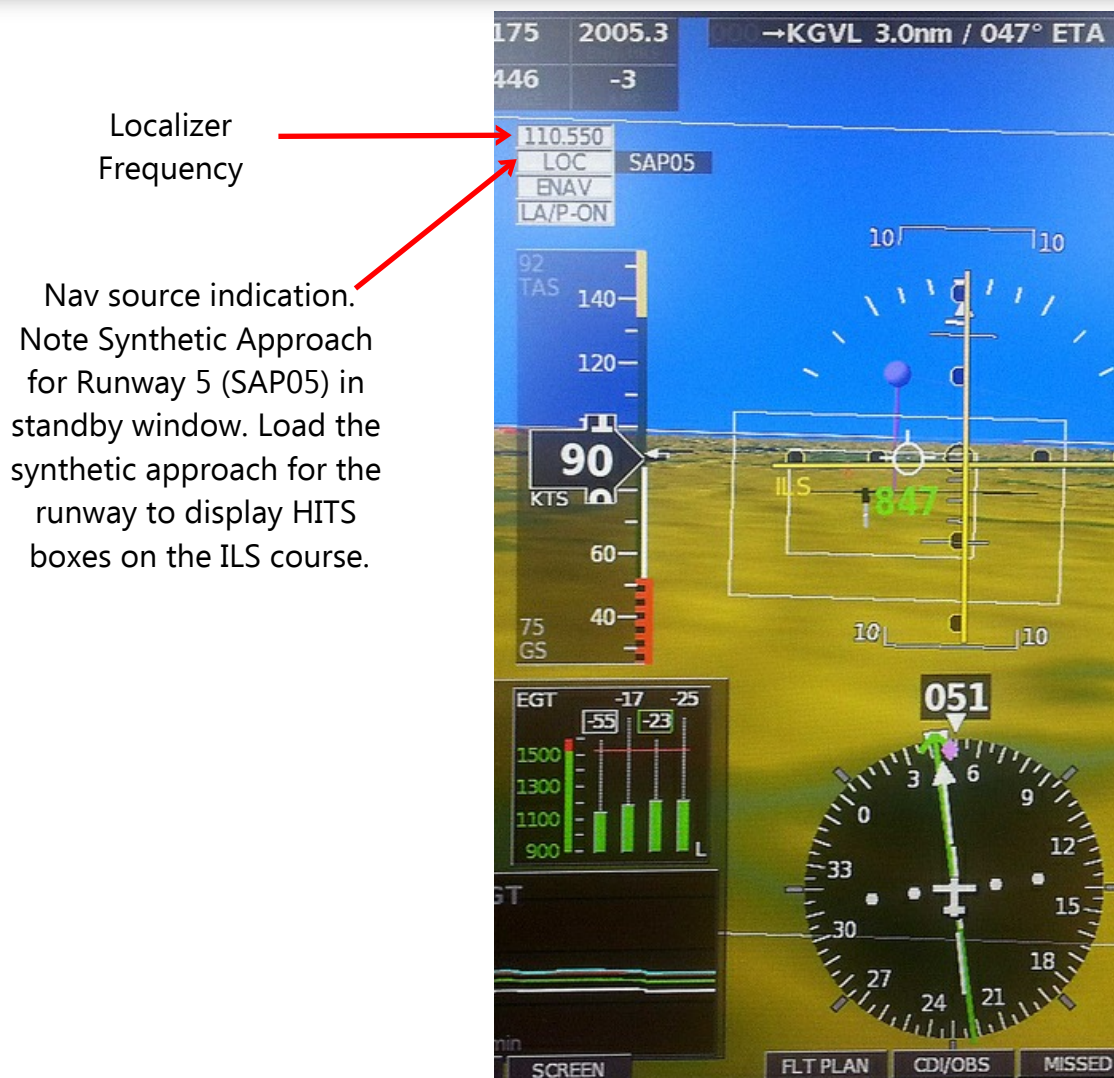 175 2005.3 000→KGVL 3.0nm / 047° ETA
446 -3
Localizer
Frequency
110.550
LOC SAP05
ENAV
LA/P-ON
Nav source indication.
Note Synthetic Approach
for Runway 5 (SAP05) in
standby window. Load the
synthetic approach for the
runway to display HITS
boxes on the ILS course.
10 10
92
TAS
140
120
90
KTS
60
40
75
GS
ILS
847
10 10
051
EGT -17 -25
-55 -23
1500
1300
1100
900
L
3 6
0 9
33 12
30 15
27 18
24 21
GT
min
SCREEN FLT PLAN CDI/OBS MISSED